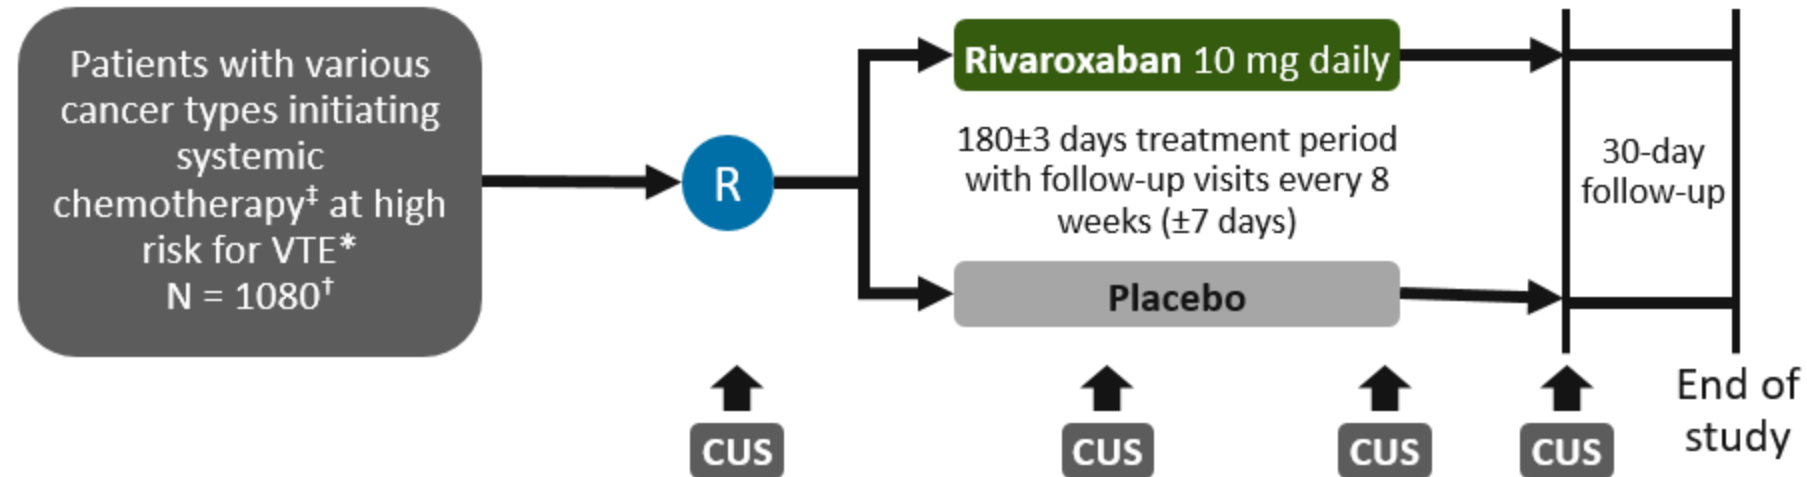 Patients with various
cancer types initiating
systemic
chemotherapy‡ at high
risk for VTE*
N = 1080†
R
Rivaroxaban 10 mg daily
180±3 days treatment period
with follow-up visits every 8
weeks (±7 days)
Placebo
30-day
follow-up
CUS
CUS
CUS
CUS
End of
study